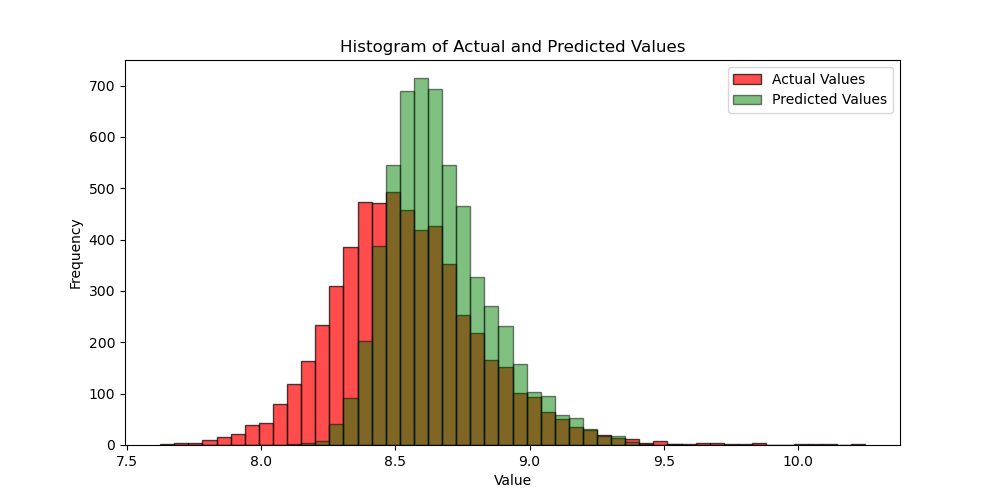 Histogram of Actual and Predicted Values
Actual Values
Predicted Values
Frequency
700
600
500
400
300
200
100
0
7.5
8.0
8.5
9.0
9.5
10.0
Value